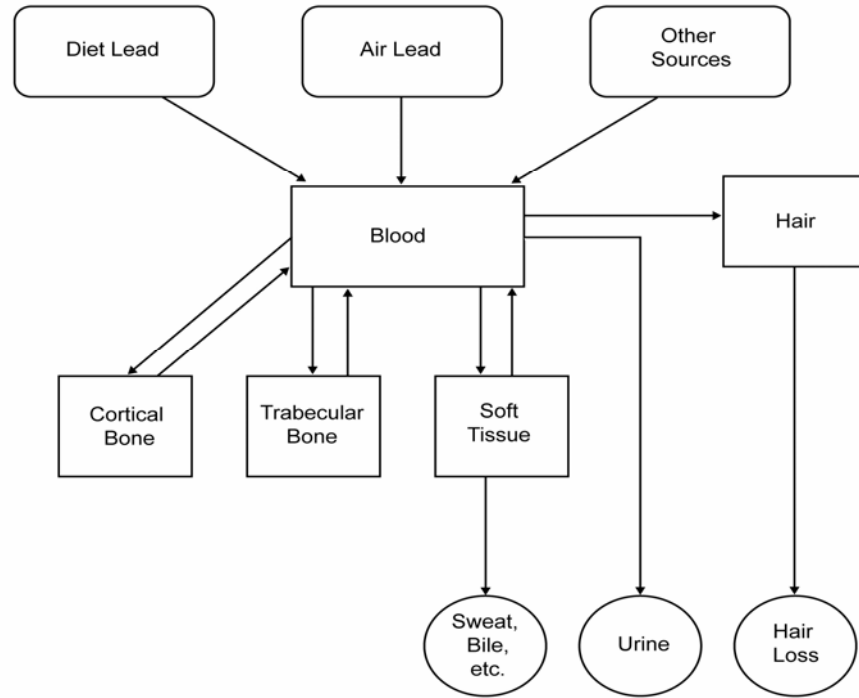 Diet Lead
Air Lead
Other
Sources
Blood
Hair
Cortical
Bone
Trabecular
Bone
Soft
Tissue
Sweat,
Bile,
etc.
Urine
Hair
Loss